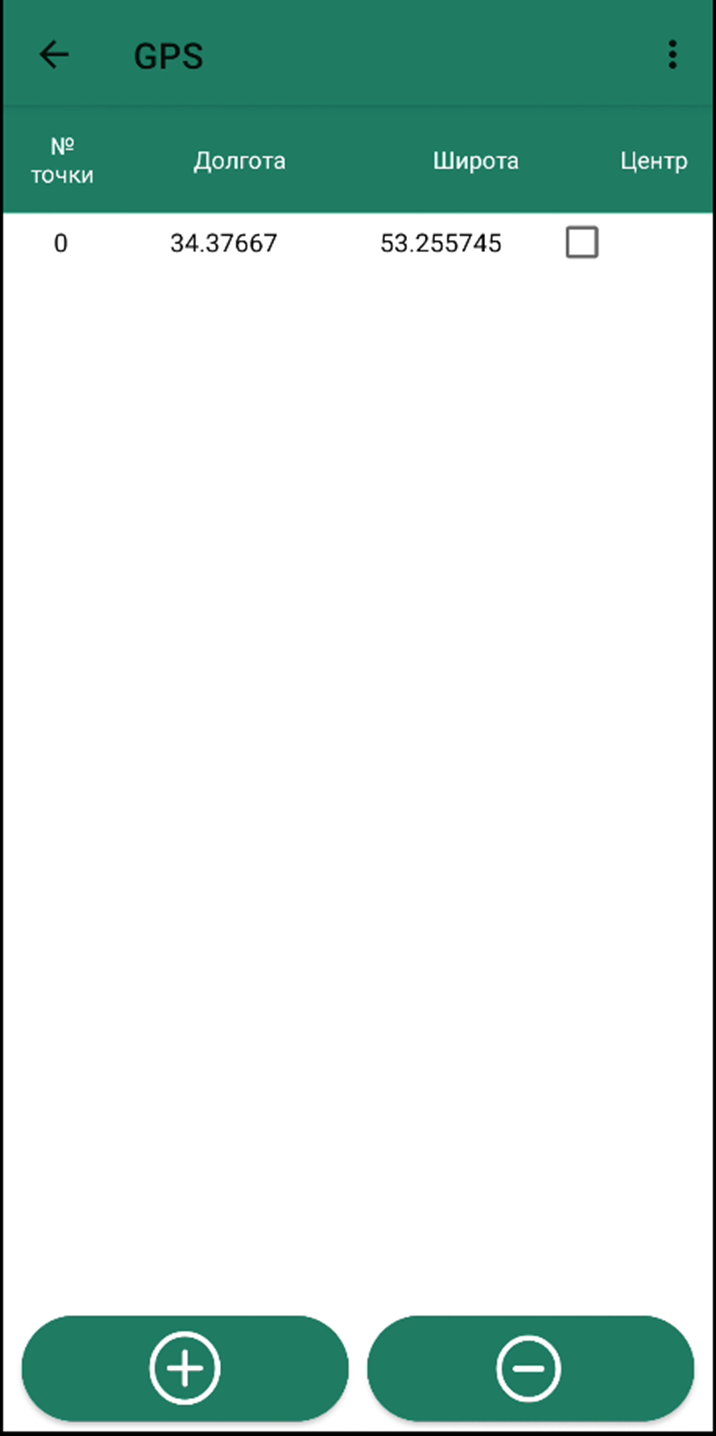 GPS
№
точки
Долгота
Широта
Центр
0
34.37667
53.255745